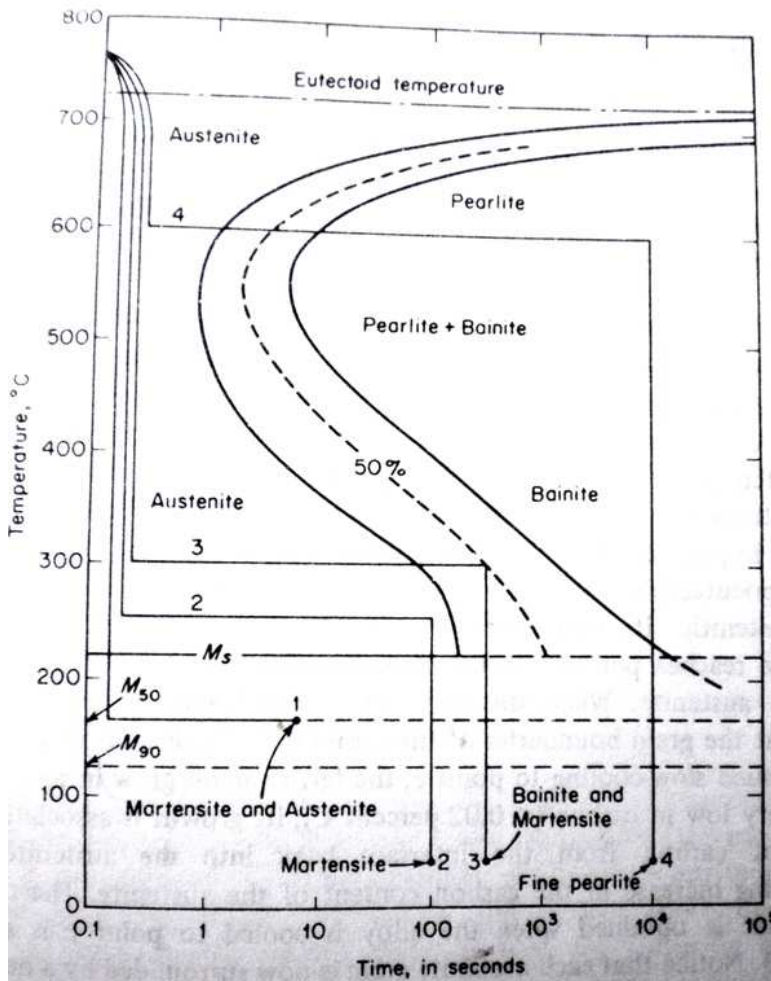 800
Eutectoid temperature
700
Austenite
Pearlite
4
600
Pearlite + Bainite
500
Temperature, °C
400
50%
Austenite
Bainite
3
300
2
Ms
200
M50
1
M90
100
Martensite and Austenite
Bainite and
Martensite
Martensite
2
3
4
Fine pearlite
0
0.1
1
10
100
10³
10⁴
10⁵
Time, in seconds